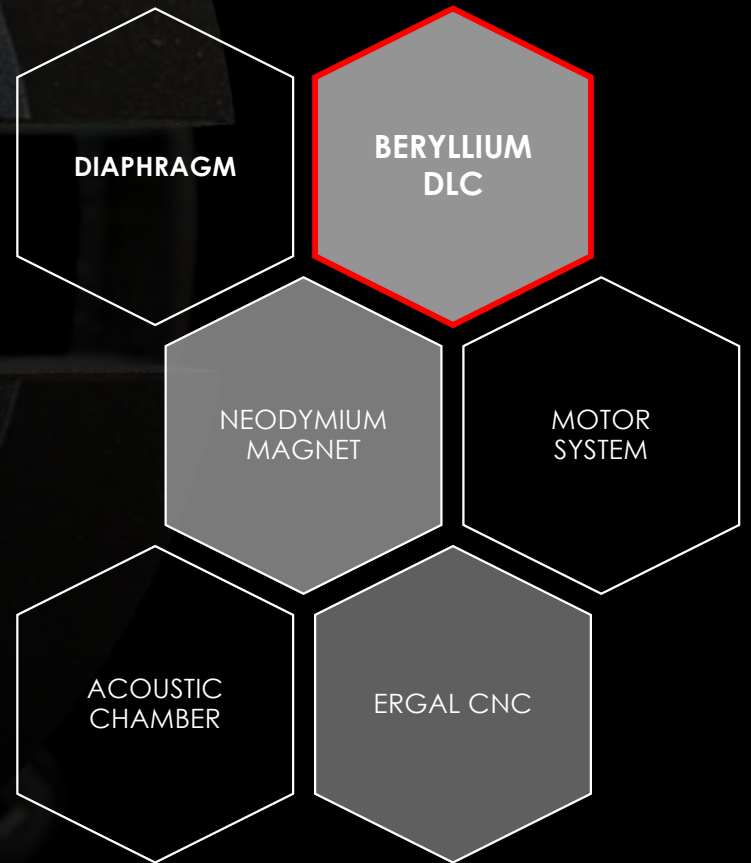 DIAPHRAGM
BERYLLIUM
DLC
NEODYMIUM
MAGNET
MOTOR
SYSTEM
ACOUSTIC
CHAMBER
ERGAL CNC